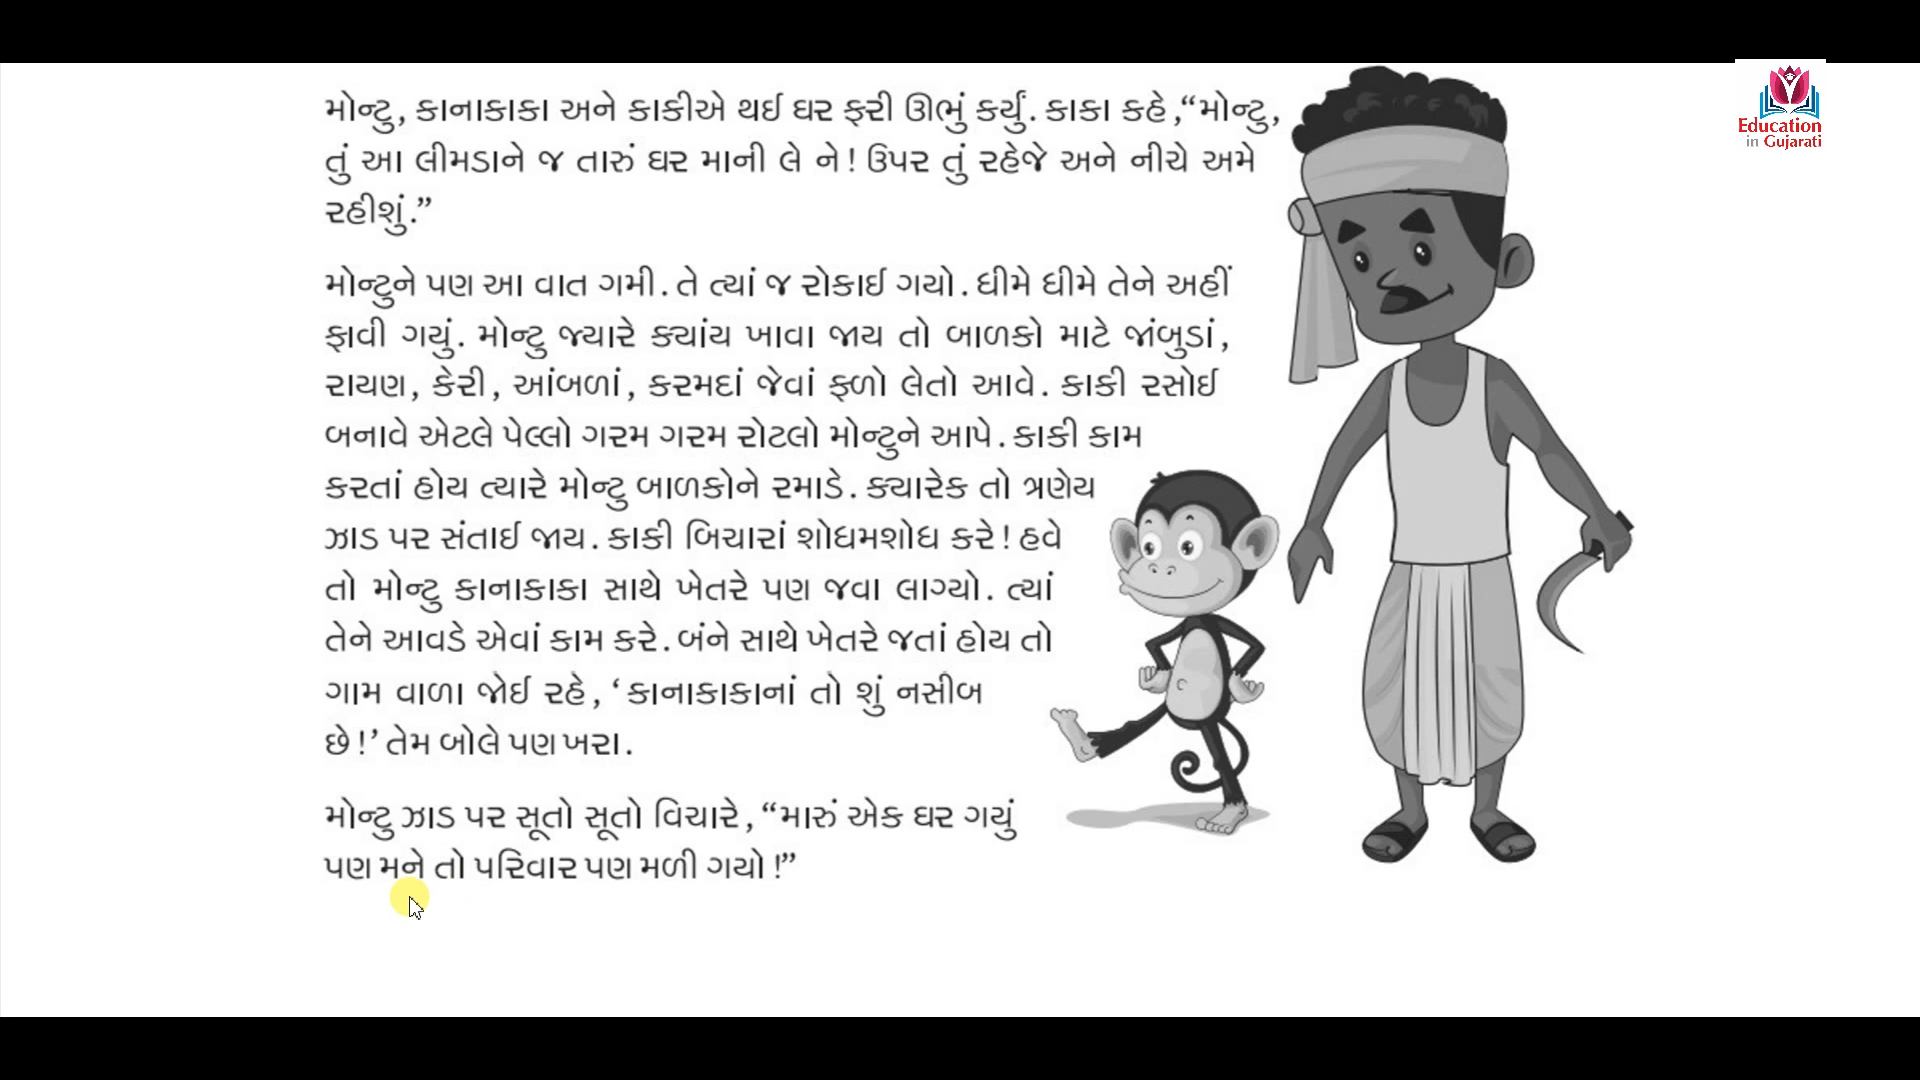 મોન્ટુ, કાનાકાકા અને કાકીએ થઈ ઘર ફરી ઊભું કર્યું. કાકા કહે,“મોન્ટુ,
તું આ લીમડાને જ તારું ઘર માની લે ને! ઉપર તું રહેજે અને નીચે અમે
રહીશું.”
મોન્ટુને પણ આ વાત ગમી. તે ત્યાં જ રોકાઈ ગયો. ધીમે ધીમે તેને અહીં
ફાવી ગયું. મોન્ટુ જ્યારે ક્યાંય ખાવા જાય તો બાળકો માટે જાંબુડાં,
રાયણ, કેરી, આંબળાં, કરમદાં જેવાં ફળો લેતો આવે. કાકી રસોઈ
બનાવે એટલે પેલ્લો ગરમ ગરમ રોટલો મોન્ટુને આપે. કાકી કામ
કરતાં હોય ત્યારે મોન્ટુ બાળકોને રમાડે. ક્યારેક તો ત્રણેય
ઝાડ પર સંતાઈ જાય. કાકી બિચારાં શોધમશોધ કરે! હવે
તો મોન્ટુ કાનાકાકા સાથે ખેતરે પણ જવા લાગ્યો. ત્યાં
તેને આવડે એવાં કામ કરે. બંને સાથે ખેતરે જતાં હોય તો
ગામ વાળા જોઈ રહે, ‘કાનાકાકાનાં તો શું નસીબ
છે!’ તેમ બોલે પણ ખરા.
મોન્ટુ ઝાડ પર સૂતો સૂતો વિચારે, “મારું એક ઘર ગયું
પણ મને તો પરિવાર પણ મળી ગયો!”
Education
in Gujarati